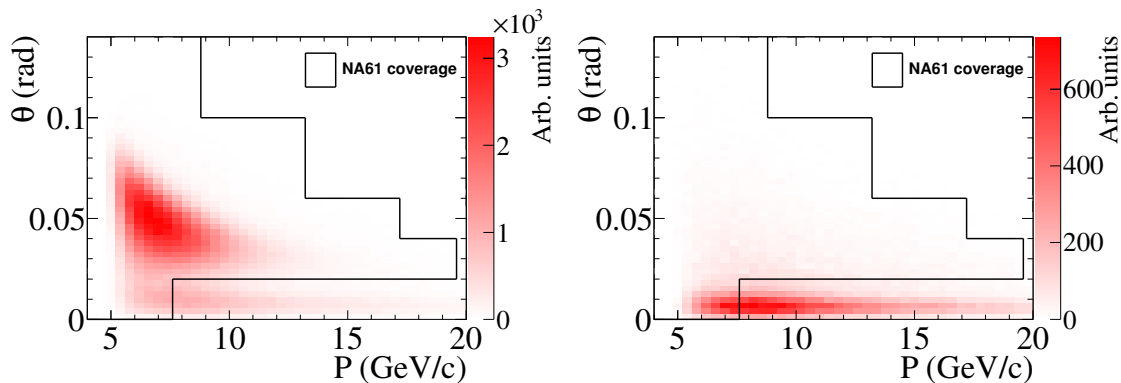 ×10³
θ (rad)
0.1
0.05
0
5
10
15
20
P (GeV/c)
NA61 coverage
3
2
1
0
Arb. units
θ (rad)
0.1
0.05
0
5
10
15
20
P (GeV/c)
NA61 coverage
600
400
200
0
Arb. units